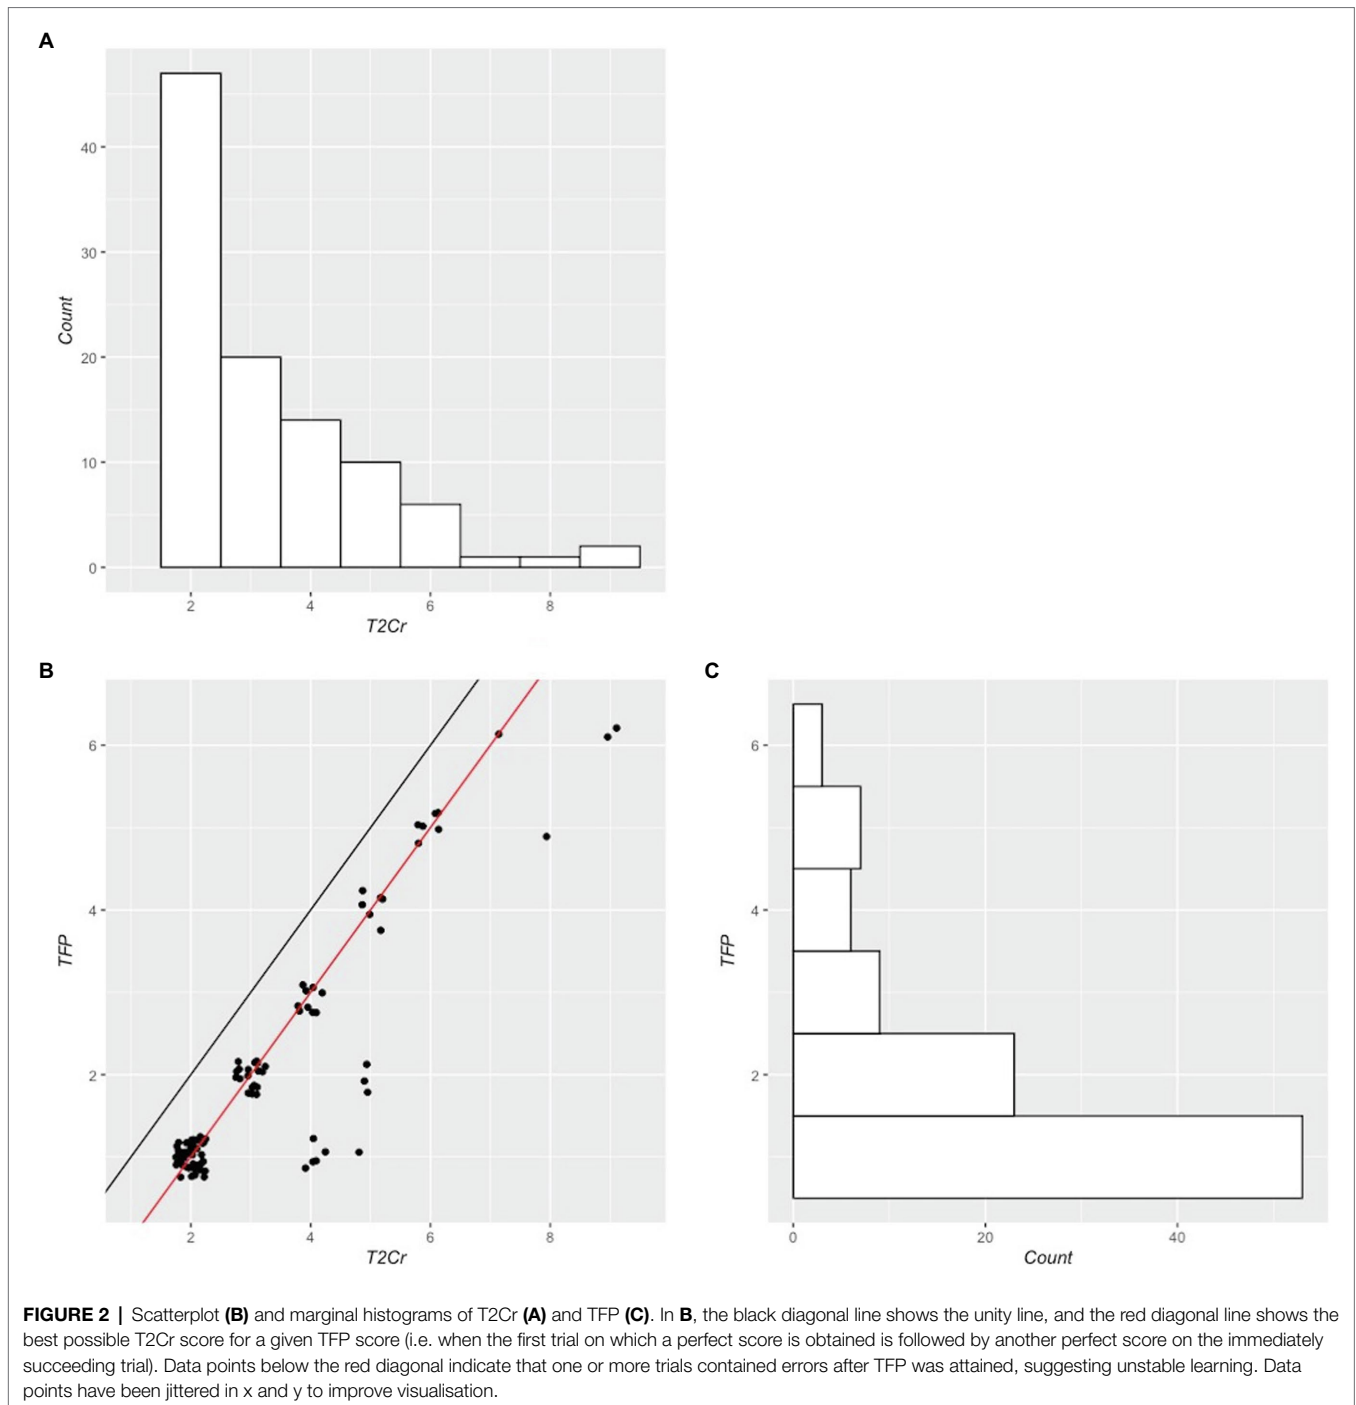 A
40
30
20
10
0
Count
2 4 6 8
T2Cr
B
6
4
2
TFP
2 4 6 8
T2Cr
C
6
4
2
TFP
0 20 40
Count
FIGURE 2 | Scatterplot (B) and marginal histograms of T2Cr (A) and TFP (C). In B, the black diagonal line shows the unity line, and the red diagonal line shows the
best possible T2Cr score for a given TFP score (i.e. when the first trial on which a perfect score is obtained is followed by another perfect score on the immediately
succeeding trial). Data points below the red diagonal indicate that one or more trials contained errors after TFP was attained, suggesting unstable learning. Data
points have been jittered in x and y to improve visualisation.